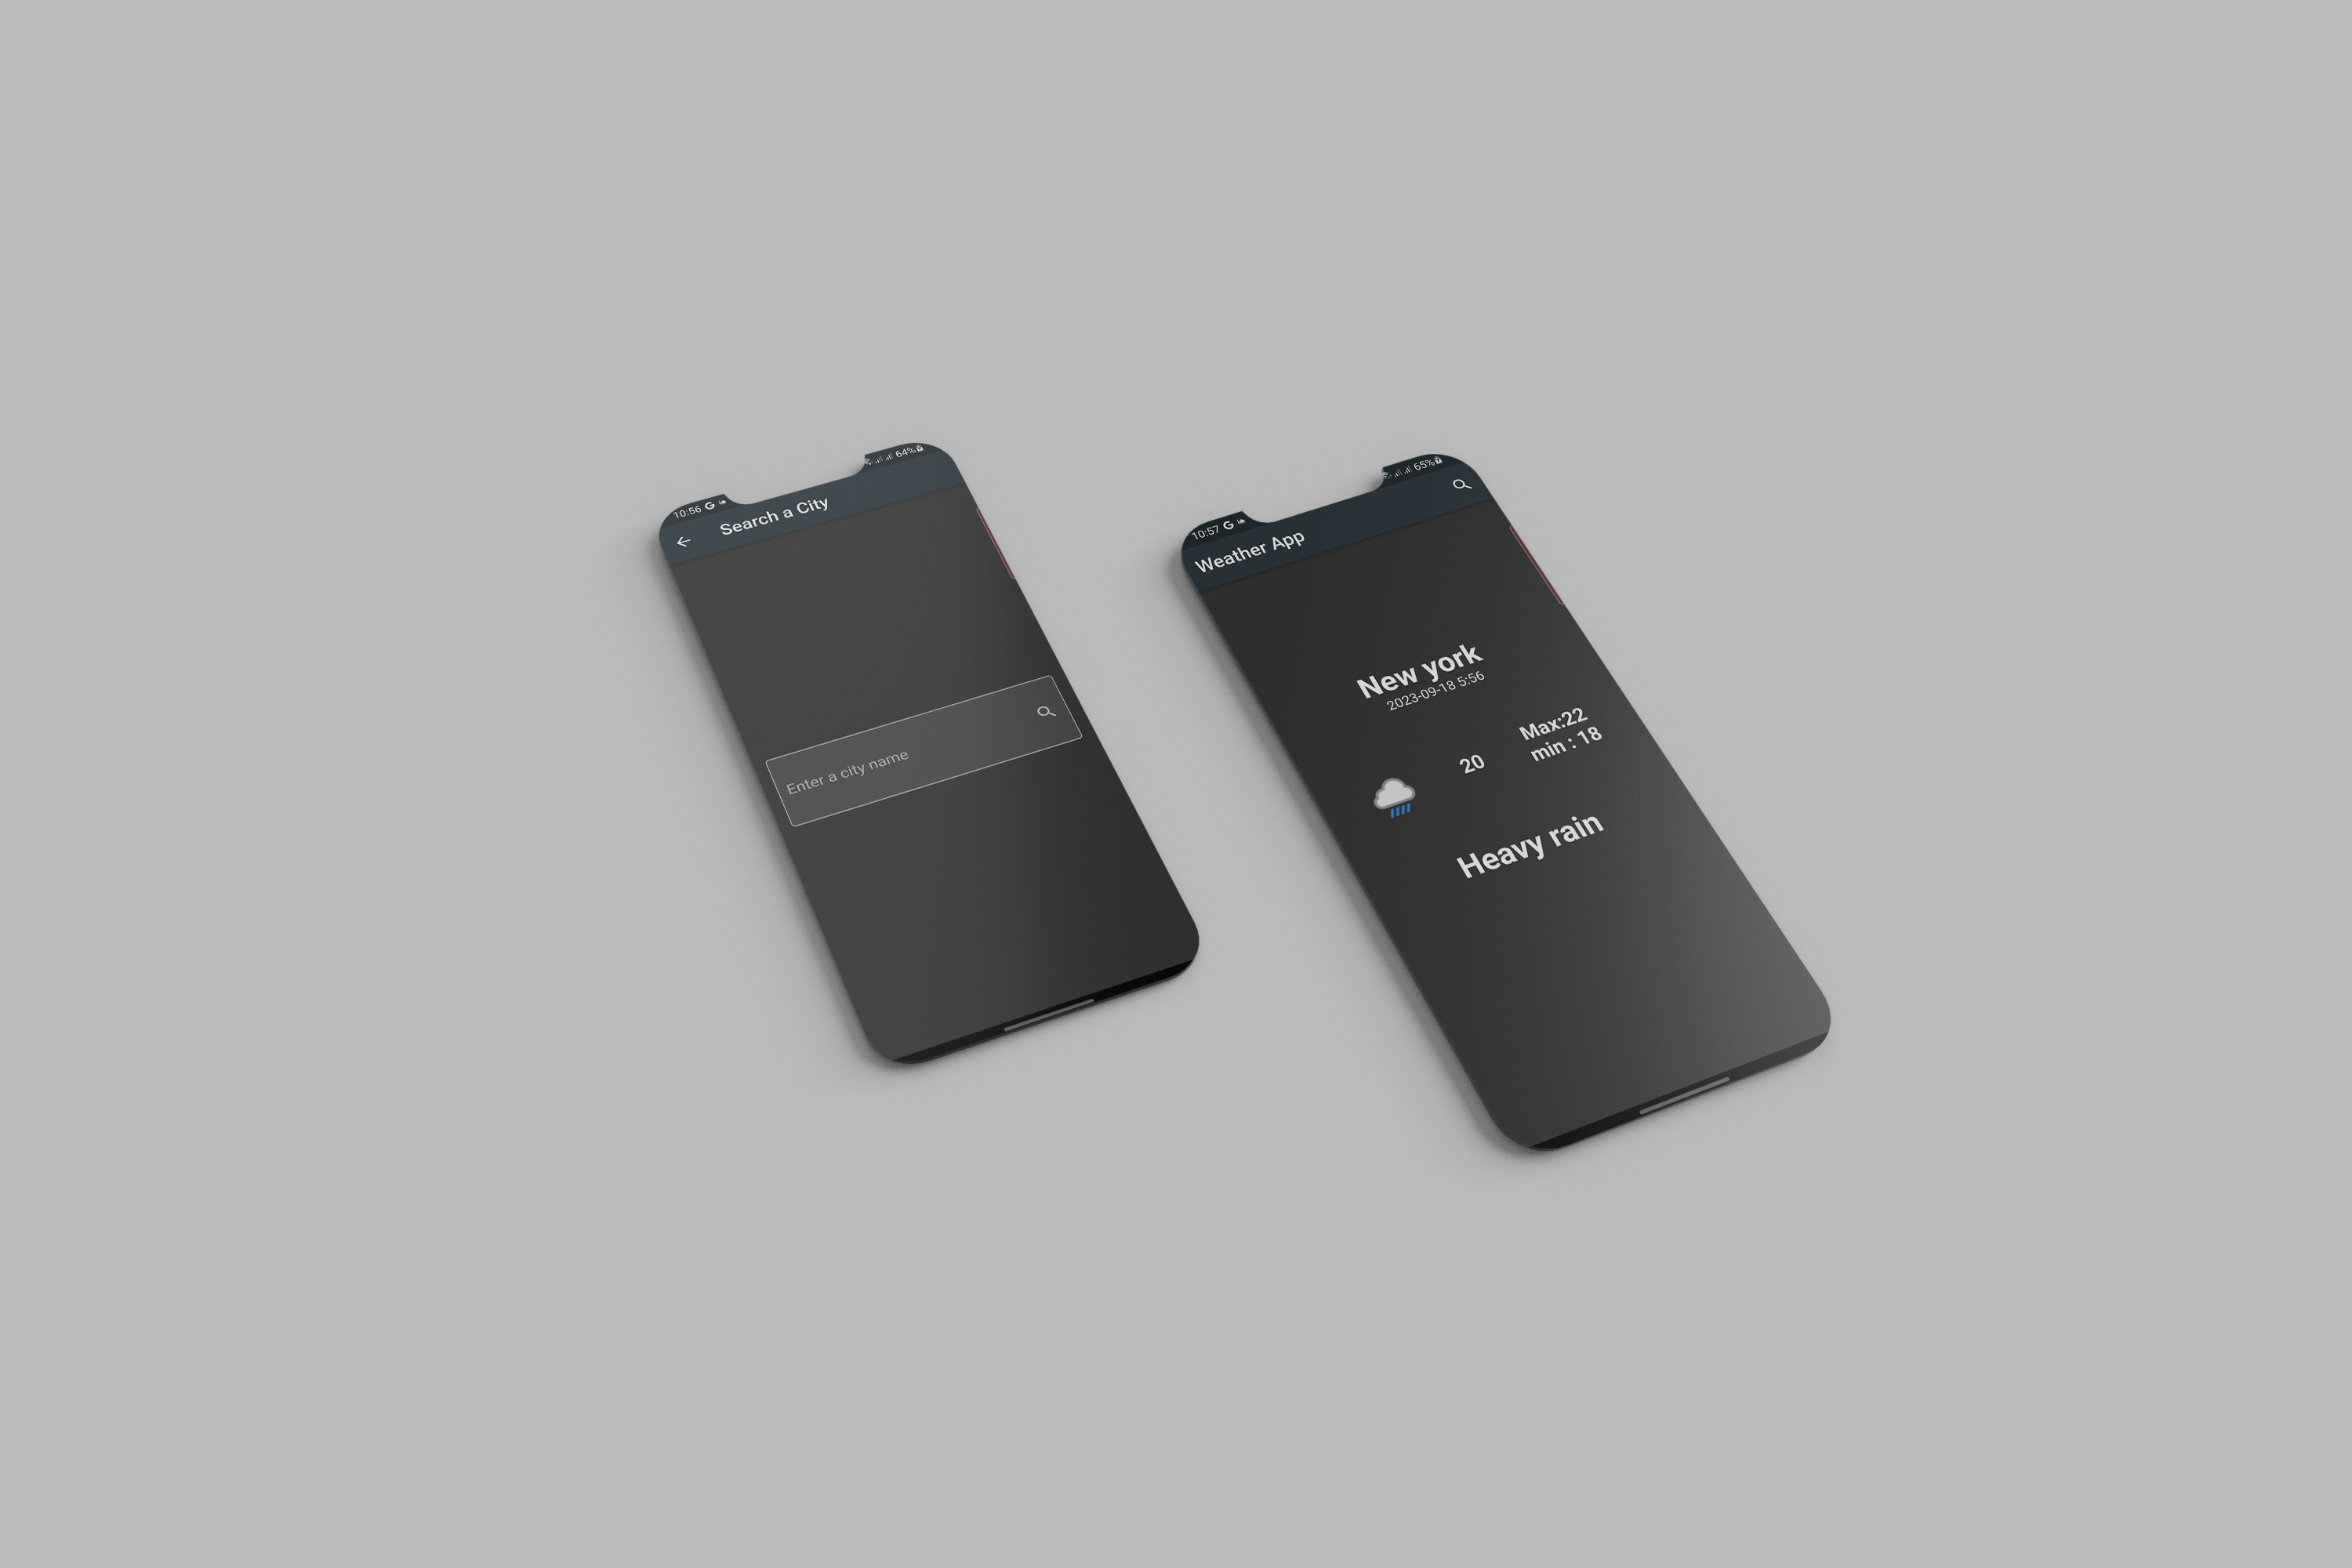 10:56 G
64%
Search a City
Enter a city name
10:57 G
65%
Weather App
New york
2023-09-18 5:56
Max:22
min : 18
20
Heavy rain